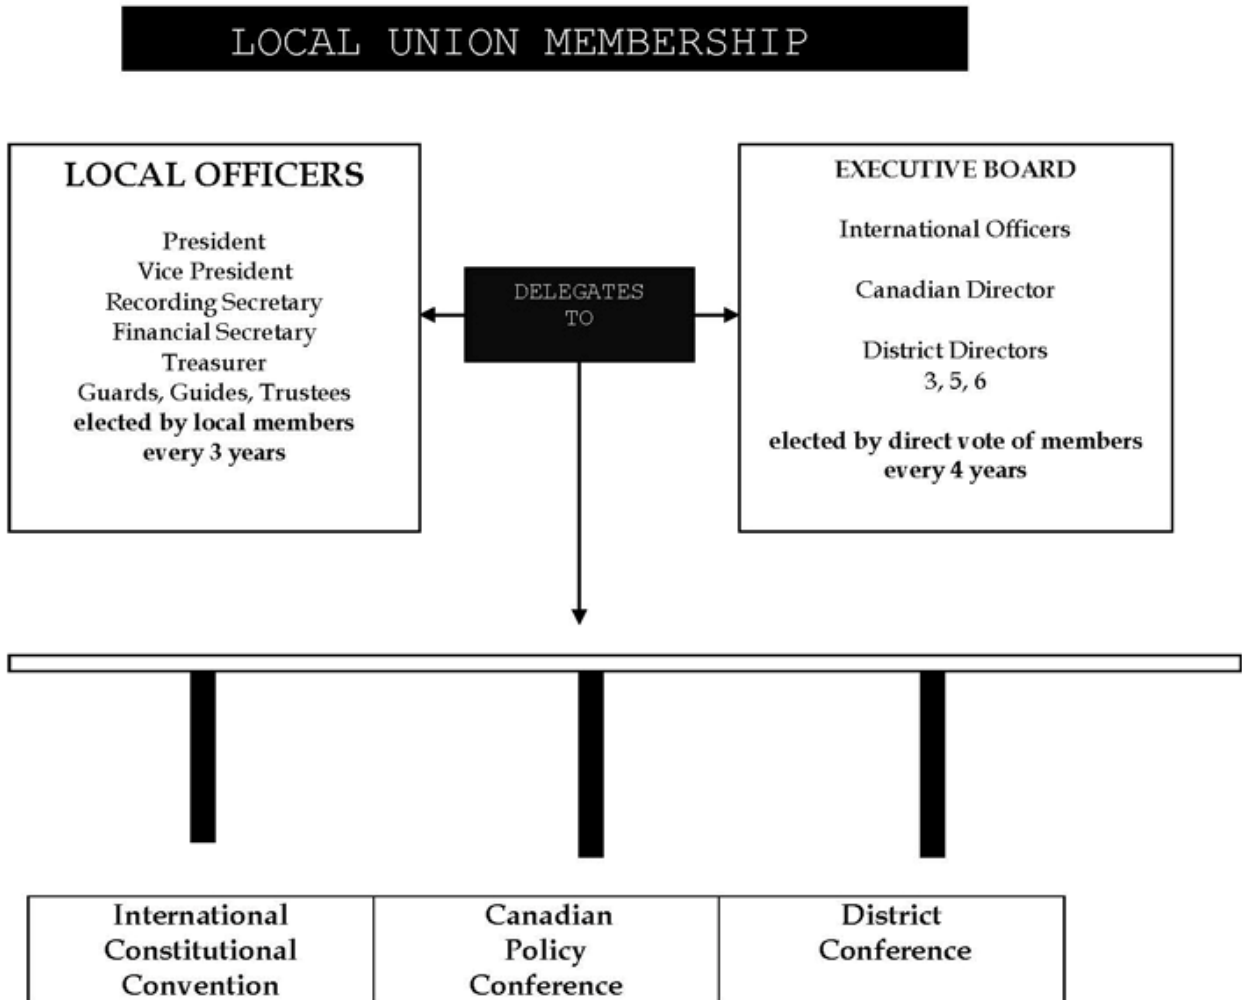 LOCAL UNION MEMBERSHIP
LOCAL OFFICERS
President
Vice President
Recording Secretary
Financial Secretary
Treasurer
Guards, Guides, Trustees
elected by local members
every 3 years
DELEGATES
TO
EXECUTIVE BOARD
International Officers
Canadian Director
District Directors
3, 5, 6
elected by direct vote of members
every 4 years
International
Constitutional
Convention
Canadian
Policy
Conference
District
Conference